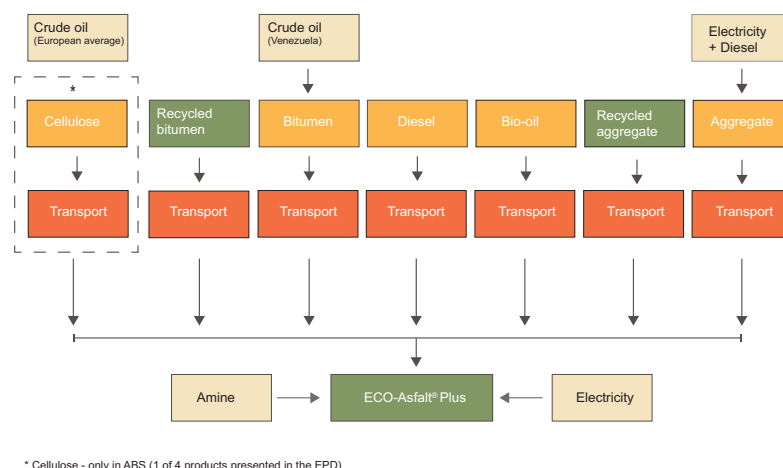 Crude oil
(European average)
Crude oil
(Venezuela)
Electricity
+ Diesel
*
Cellulose
Recycled
bitumen
Bitumen
Diesel
Bio-oil
Recycled
aggregate
Aggregate
Transport
Transport
Transport
Transport
Transport
Transport
Transport
Amine
ECO-Asfalt® Plus
Electricity
* Cellulose - only in ABS (1 of 4 products presented in the EPD)